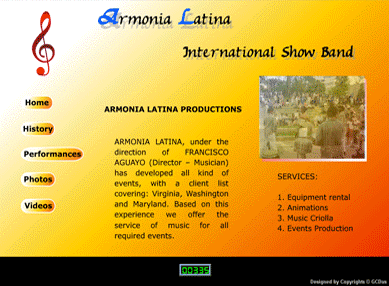 Armonia Latina
International Show Band
Home
History
Performances
Photos
Videos
ARMONIA LATINA PRODUCTIONS
ARMONIA LATINA, under the
direction of FRANCISCO
AGUAYO (Director – Musician)
has developed all kind of
events, with a client list
covering: Virginia, Washington
and Maryland. Based on this
experience we offer the
service of music for all
required events.
SERVICES:
1. Equipment rental
2. Animations
3. Music Criolla
4. Events Production
00335
Designed by Copyrights ©